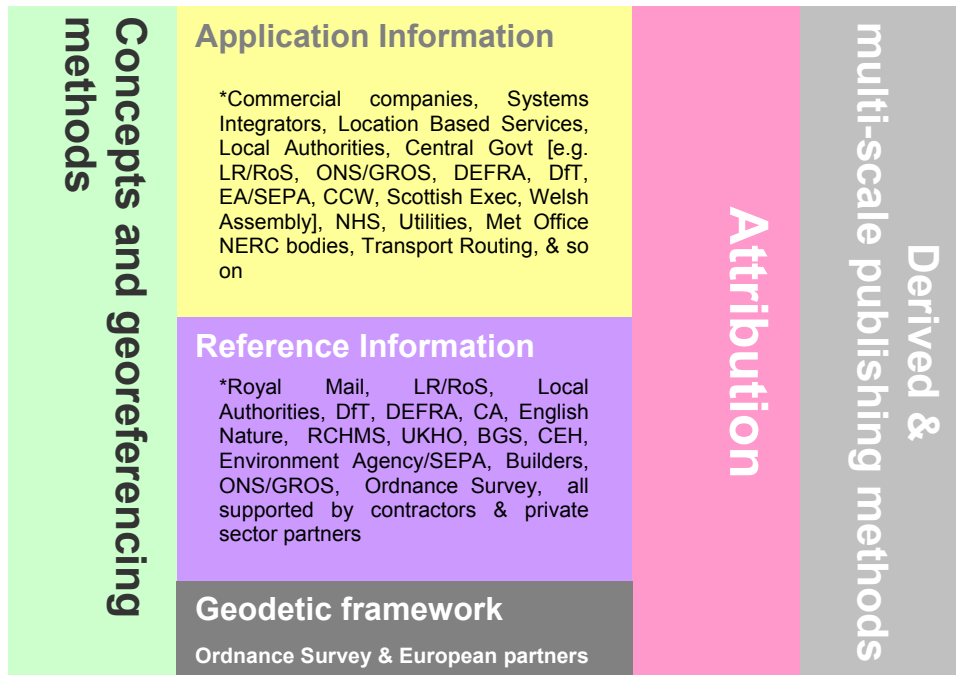 Concepts and georeferencing
methods
Application Information
*Commercial companies, Systems
Integrators, Location Based Services,
Local Authorities, Central Govt [e.g.
LR/RoS, ONS/GROS, DEFRA, DfT,
EA/SEPA, CCW, Scottish Exec, Welsh
Assembly], NHS, Utilities, Met Office
NERC bodies, Transport Routing, & so
on
Reference Information
*Royal Mail, LR/RoS, Local
Authorities, DfT, DEFRA, CA, English
Nature, RCHMS, UKHO, BGS, CEH,
Environment Agency/SEPA, Builders,
ONS/GROS, Ordnance Survey, all
supported by contractors & private
sector partners
Geodetic framework
Ordnance Survey & European partners
Attribution
Derived &
multi-scale publishing methods